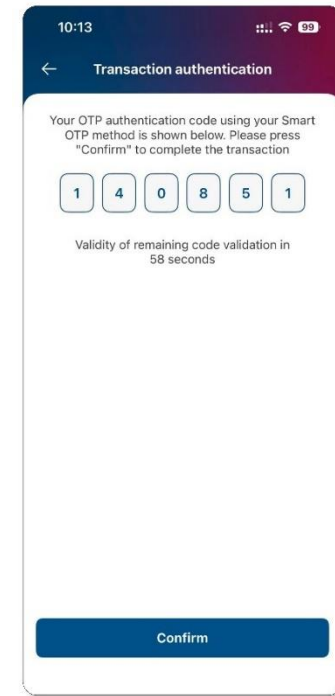 10:13
99
Transaction authentication
Your OTP authentication code using your Smart
OTP method is shown below. Please press
"Confirm" to complete the transaction
1 4 0 8 5 1
Validity of remaining code validation in
58 seconds
Confirm